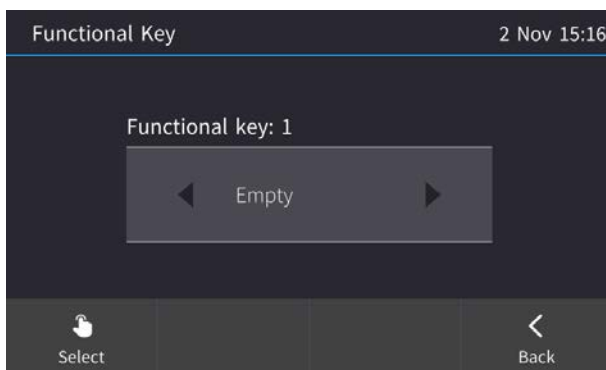 Functional Key 2 Nov 15:16
Functional key: 1
Empty
Select Back